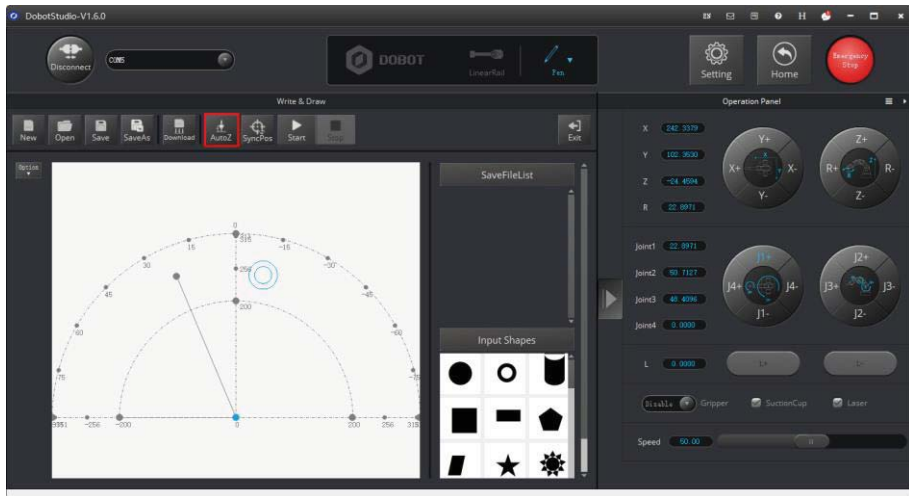 DobotStudio-V1.6.0
H
Disconnect
COM5
DOBOT
LinearRail
Pen
Setting
Home
Emergency
Stop
Write & Draw
Operation Panel
New
Open
Save
SaveAs
Download
AutoZ
SyncPos
Start
Stop
Exit
Option
SaveFileList
Input Shapes
0
315
15
-15
30
-30
256
45
-45
200
60
-60
75
-75
-256
-200
0
200
256
X 242.3379
Y 102.3530
Z -24.4594
R 22.8971
Y+
X+
X-
Y-
Z+
R+
R-
Z-
Joint1 22.8971
Joint2 50.7127
Joint3 48.4096
Joint4 0.0000
J1+
J4+
J4-
J1-
J2+
J3+
J3-
J2-
L 0.0000
L+
L-
Disable
Gripper
SuctionCup
Laser
Speed 50.00